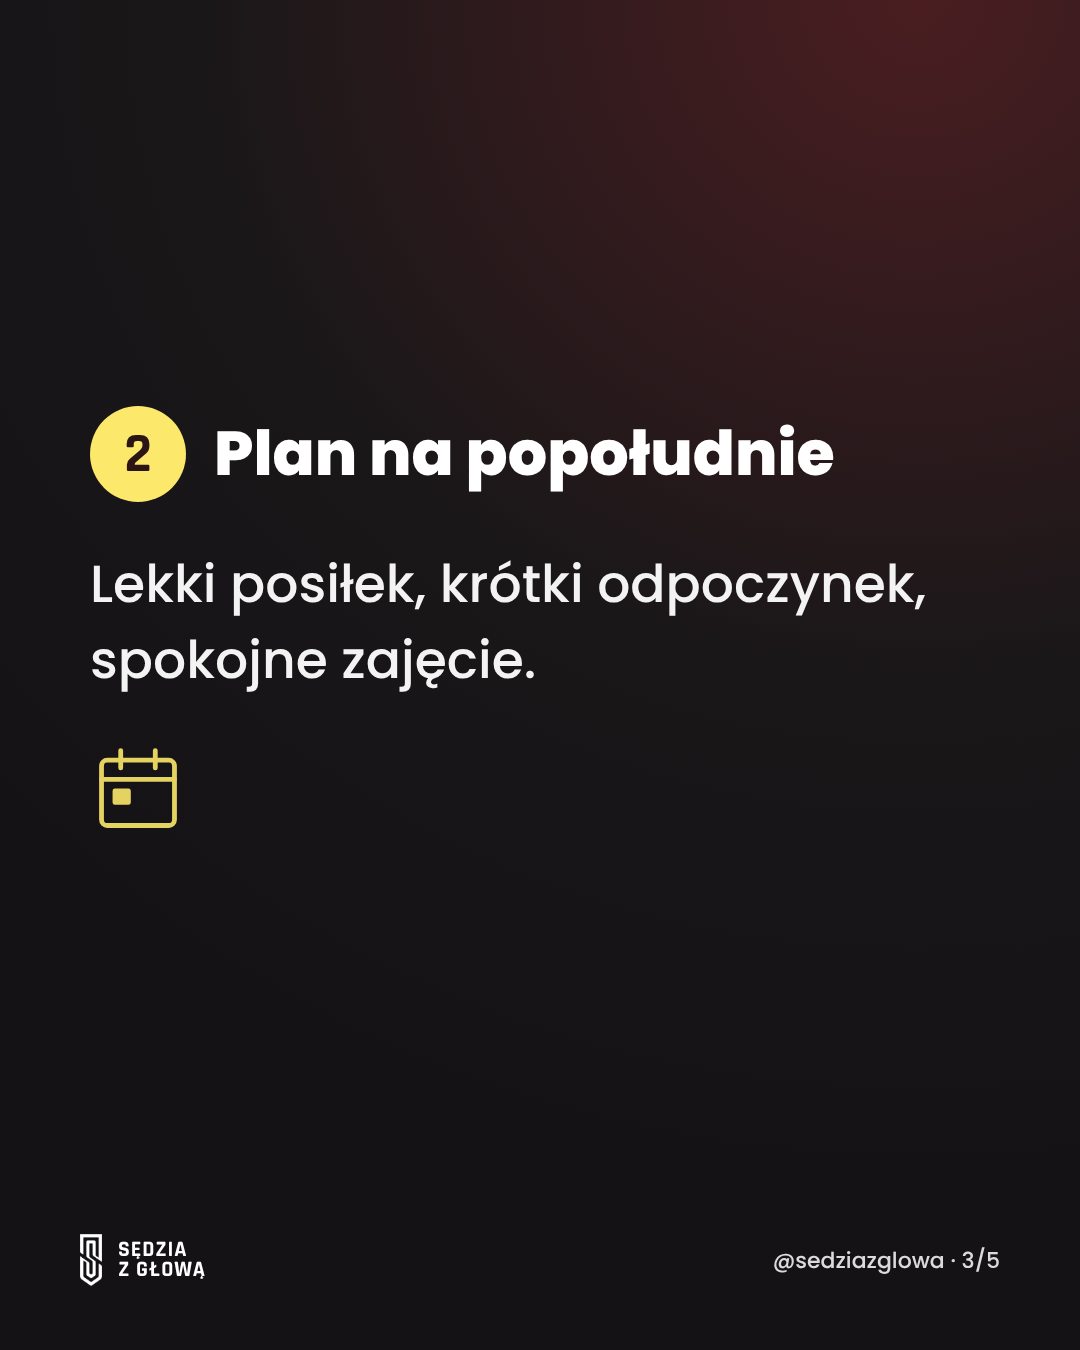 2 Plan na popołudnie
Lekki posiłek, krótki odpoczynek,
spokojne zajęcie.
SĘDZIA
Z GŁOWĄ
@sedziazglowa · 3/5